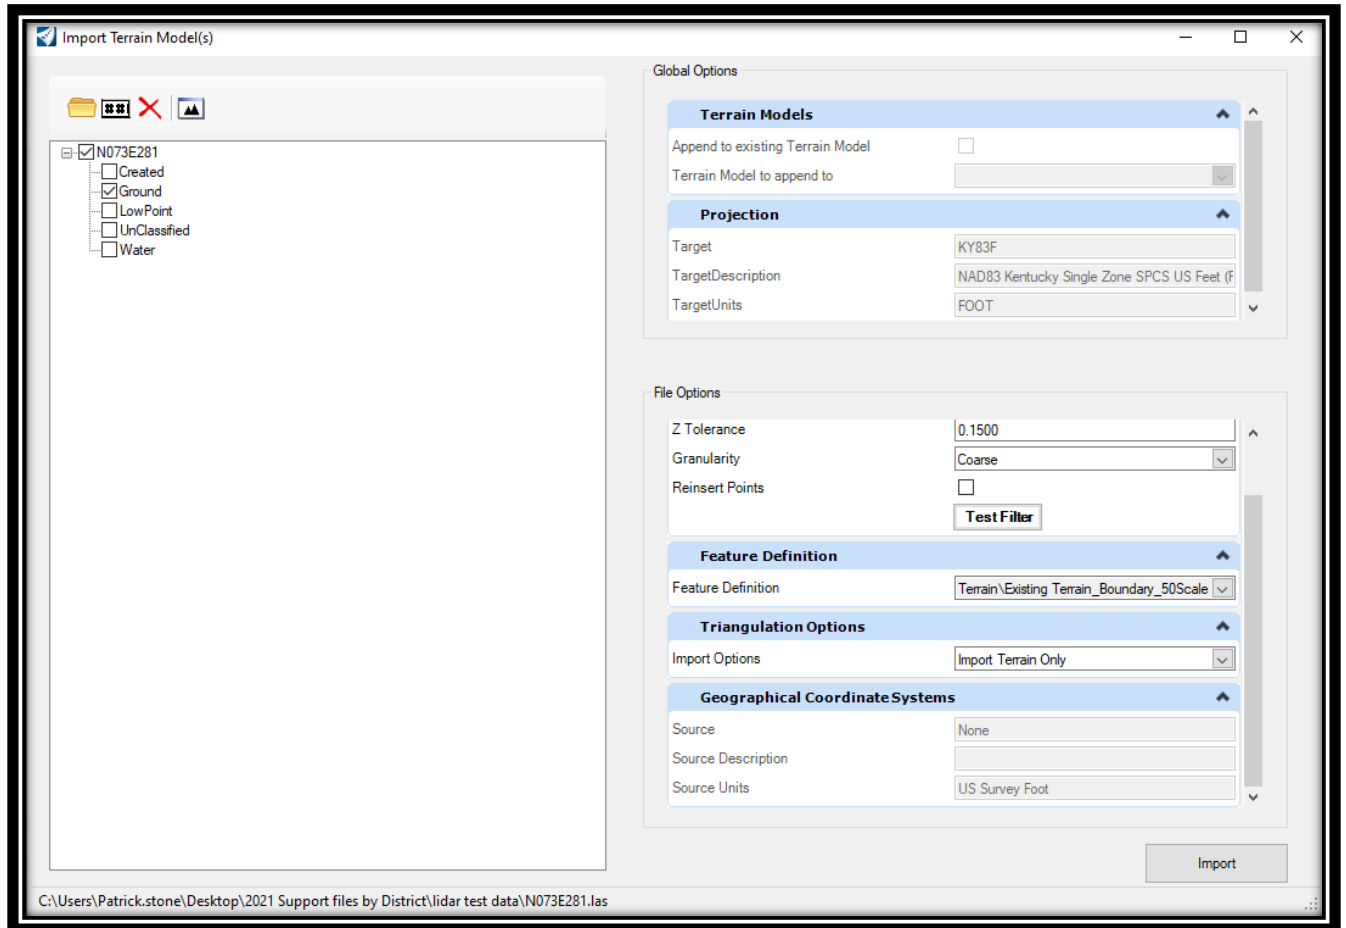 Import Terrain Model(s)
Global Options
Terrain Models
Append to existing Terrain Model
Terrain Model to append to
Projection
Target KY83F
TargetDescription NAD83 Kentucky Single Zone SPCS US Feet (F
TargetUnits FOOT
N073E281
Created
Ground
LowPoint
UnClassified
Water
File Options
Z Tolerance 0.1500
Granularity Coarse
Reinsert Points
Test Filter
Feature Definition
Feature Definition Terrain\Existing Terrain_Boundary_50Scale
Triangulation Options
Import Options Import Terrain Only
Geographical Coordinate Systems
Source None
Source Description
Source Units US Survey Foot
Import
C:\Users\Patrick.stone\Desktop\2021 Support files by District\lidar test data\N073E281.las